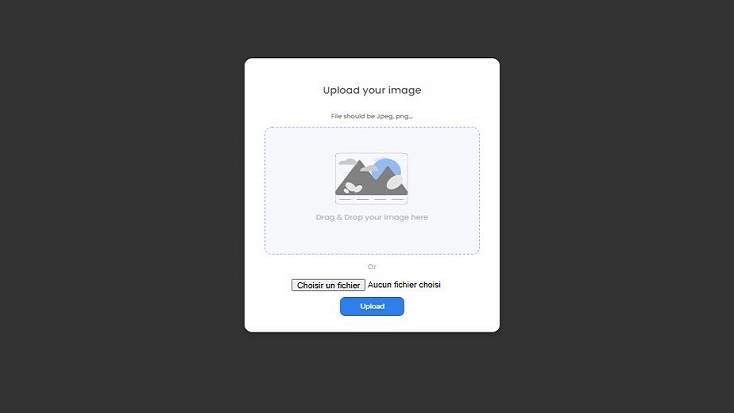 Upload your image
File should be Jpeg, png...
Drag & Drop your image here
Or
Choisir un fichier Aucun fichier choisi
Upload